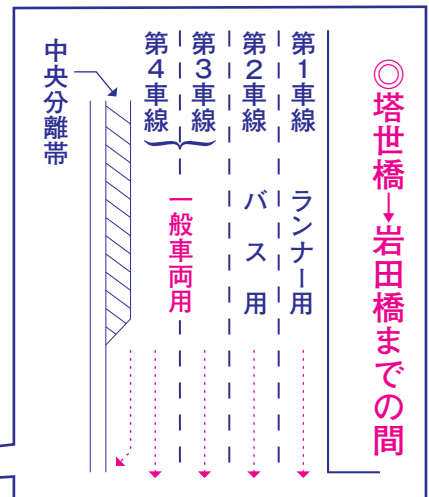 ◎塔世橋→岩田橋までの間
第1車線
ランナー用
第2車線
バス用
第3車線
第4車線
一般車両用
中央分離帯